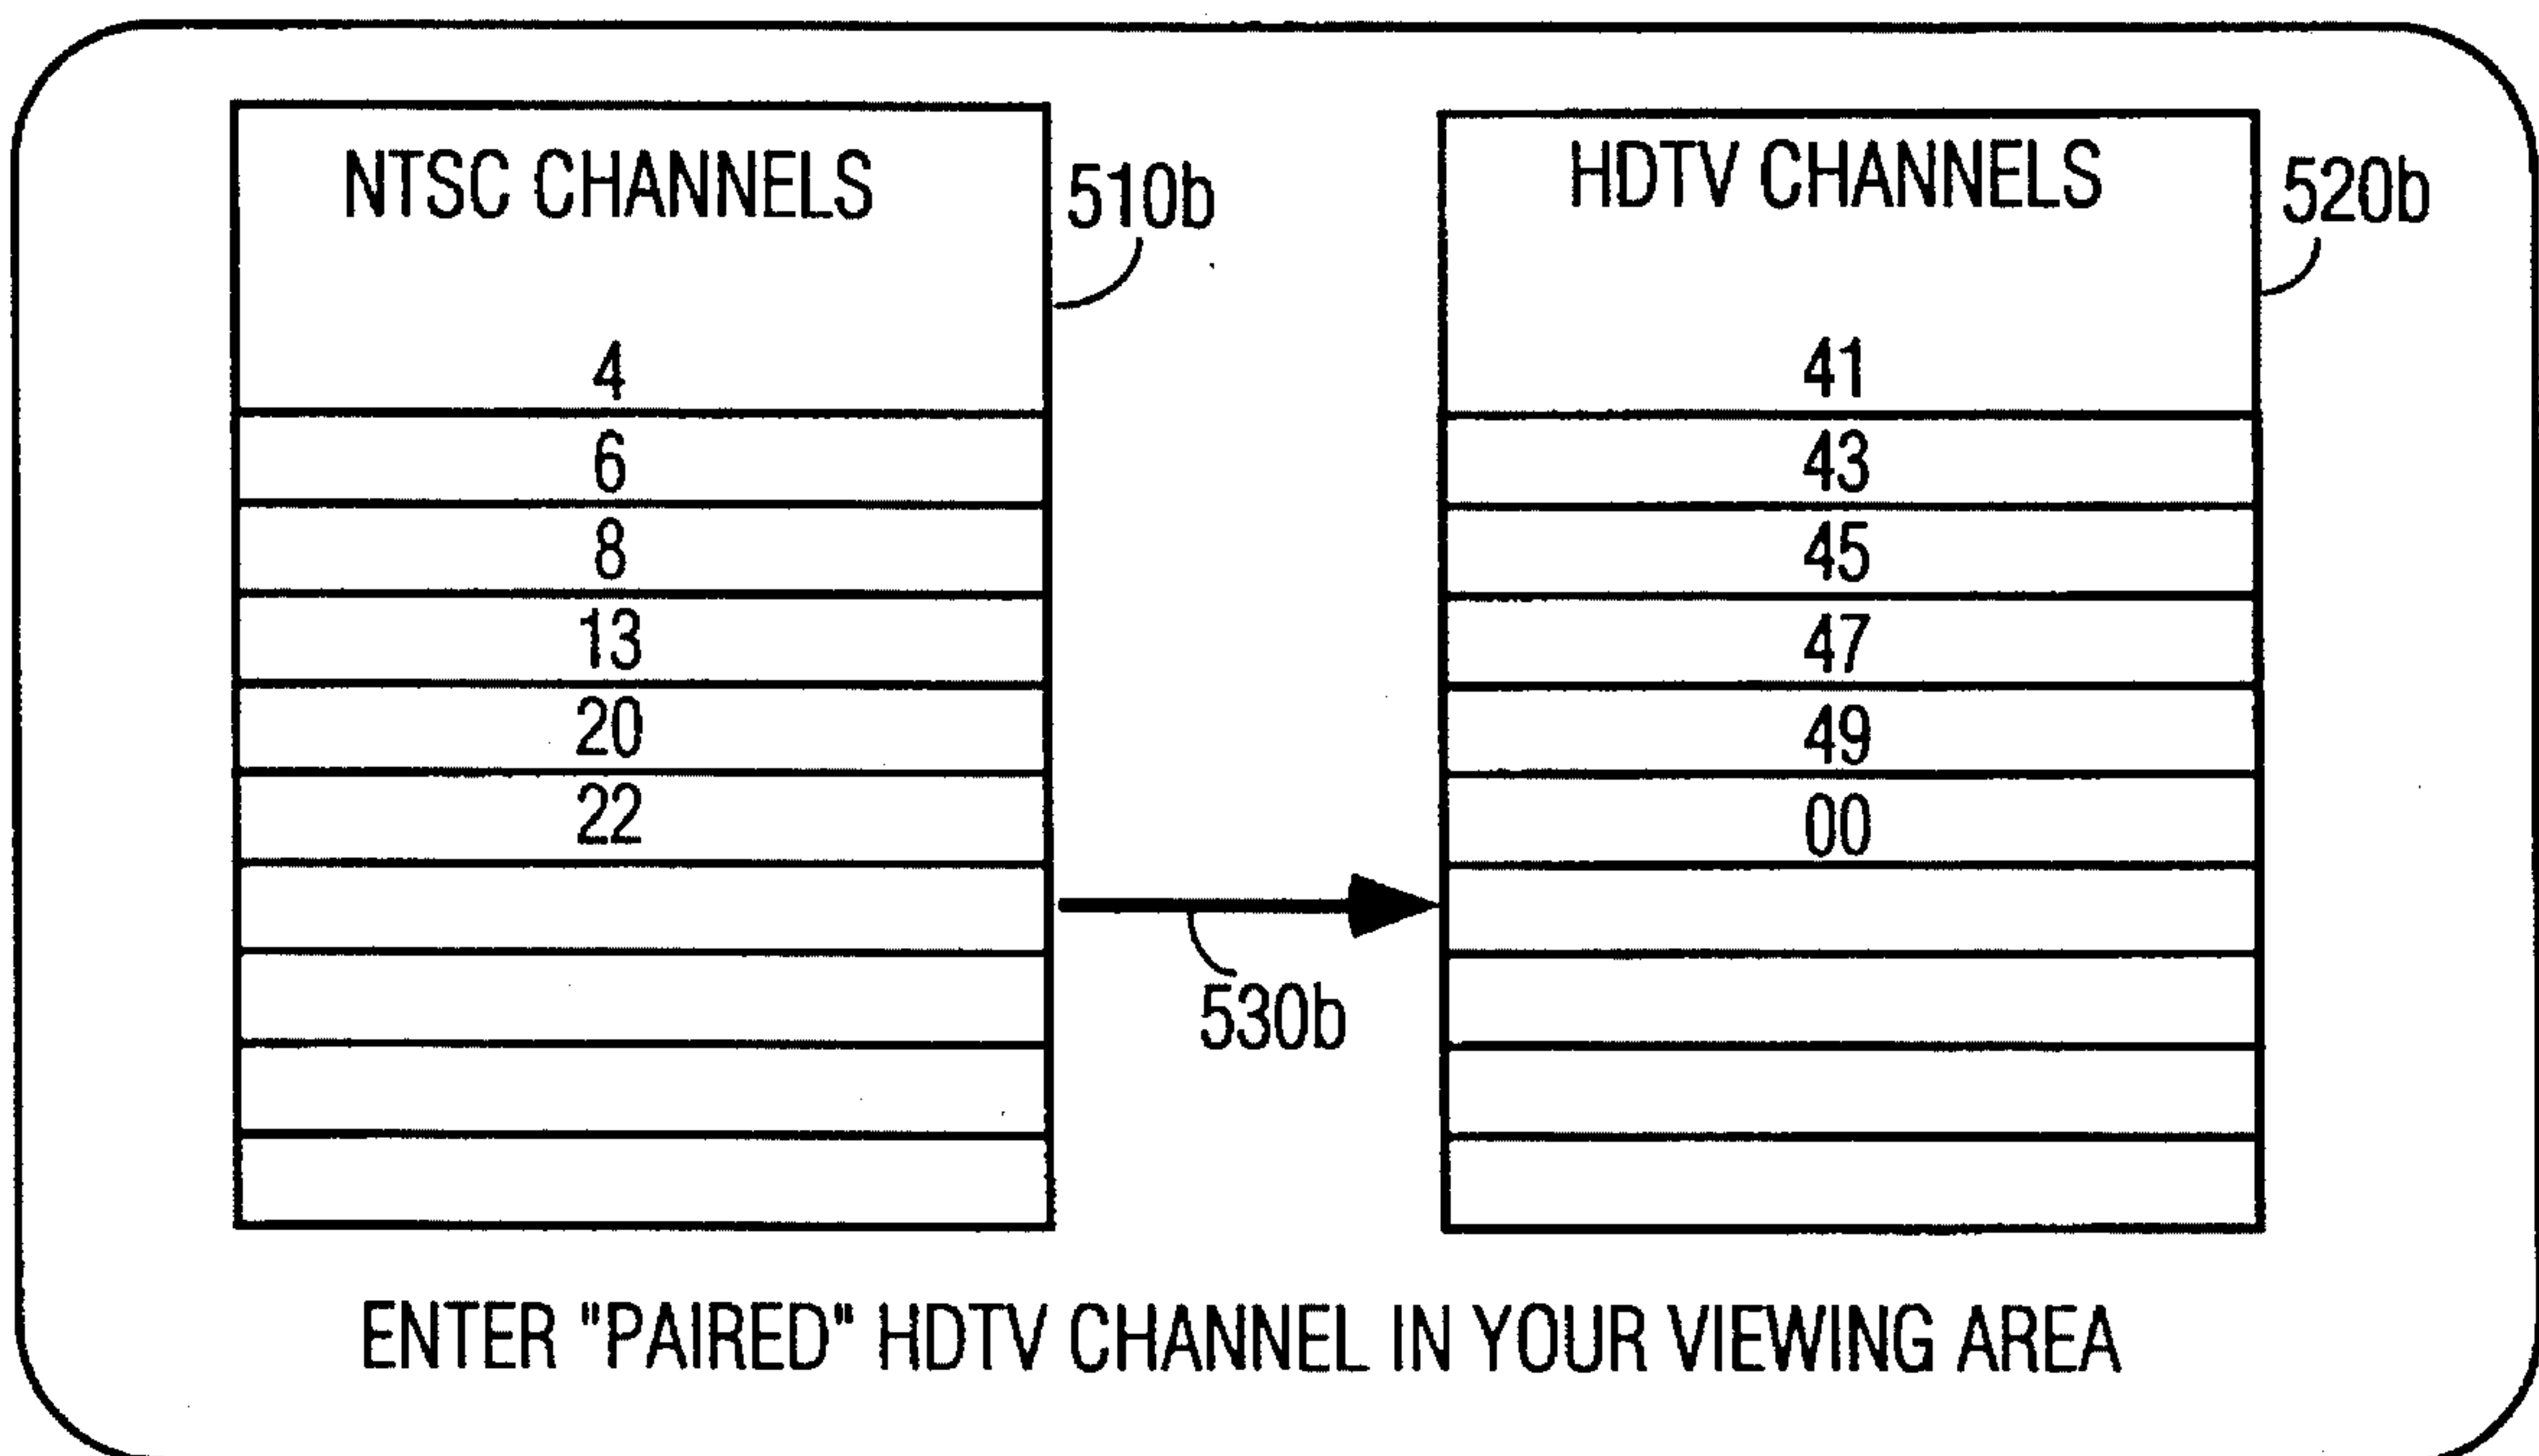 NTSC CHANNELS
510b
4
6
8
13
20
22
HDTV CHANNELS
520b
41
43
45
47
49
00
530b
ENTER "PAIRED" HDTV CHANNEL IN YOUR VIEWING AREA